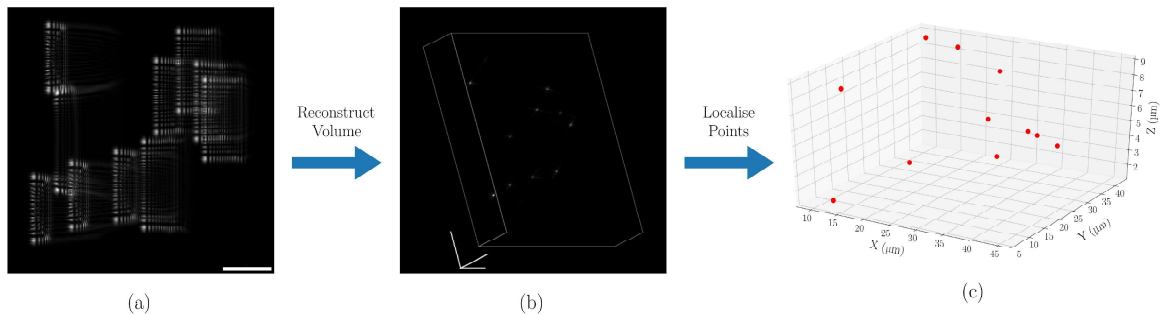 Reconstruct
Volume
Localise
Points
9
8
7
6
5
4
3
2
Z (μm)
10
15
20
25
30
35
40
45
X (μm)
5
10
15
20
25
30
35
40
Y (μm)
(a)
(b)
(c)